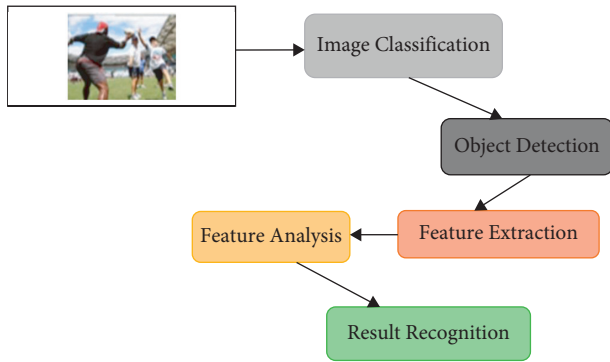 Image Classification
Object Detection
Feature Extraction
Feature Analysis
Result Recognition